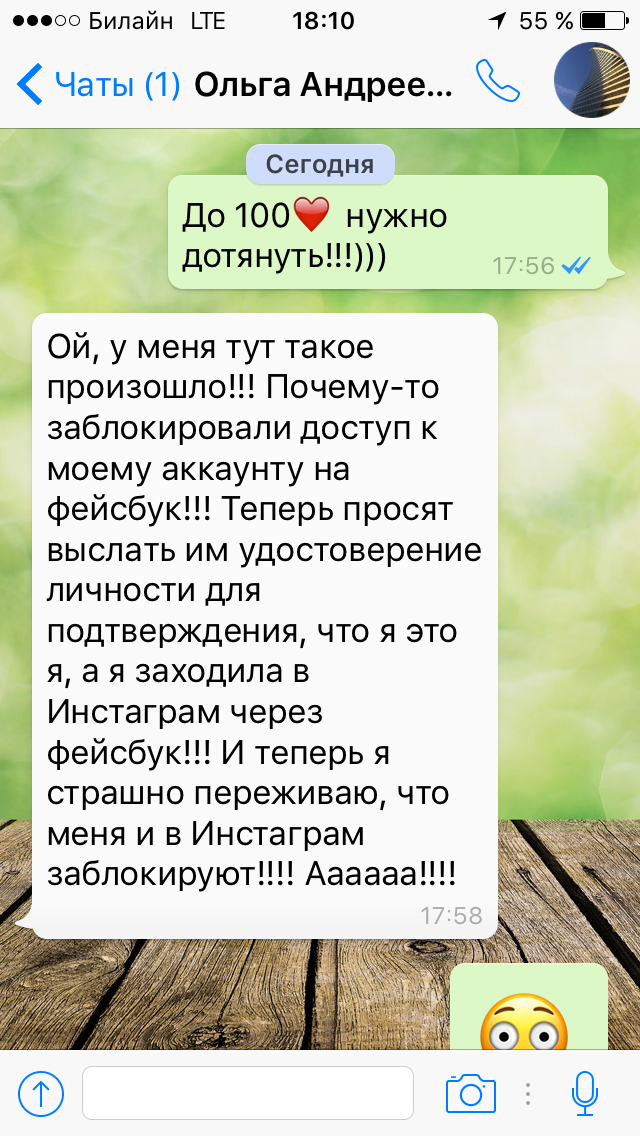 Билайн LTE 18:10 55 %
Чаты (1) Ольга Андрее...
Сегодня
До 100❤️ нужно
дотянуть!!!)))
17:56
Ой, у меня тут такое
произошло!!! Почему-то
заблокировали доступ к
моему аккаунту на
фейсбук!!! Теперь просят
выслать им удостоверение
личности для
подтверждения, что я это
я, а я заходила в
Инстаграм через
фейсбук!!! И теперь я
страшно переживаю, что
меня и в Инстаграм
заблокируют!!!! Аааааа!!!!
17:58